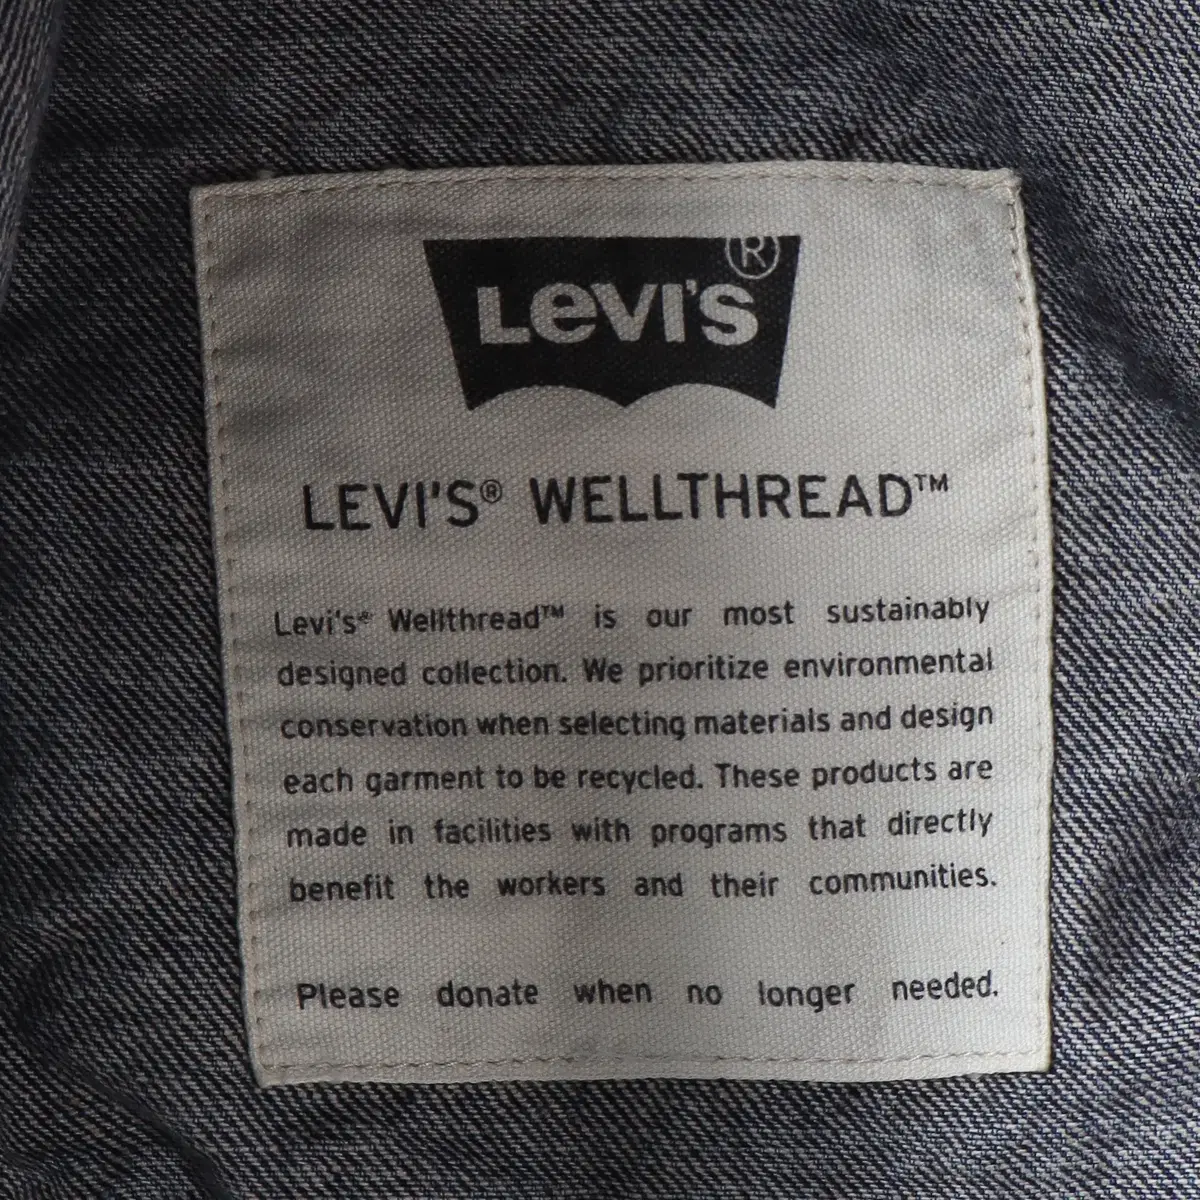 LEVI'S®
LEVI'S® WELLTHREAD™
Levi's® Wellthread™ is our most sustainably
designed collection. We prioritize environmental
conservation when selecting materials and design
each garment to be recycled. These products are
made in facilities with programs that directly
benefit the workers and their communities.
Please donate when no longer needed.